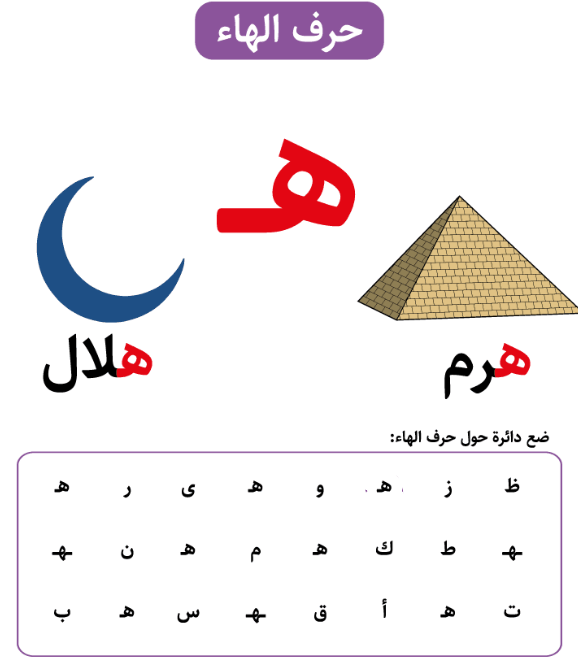 حرف الهاء
هـ
هرم
هلال
ضع دائرة حول حرف الهاء:
ظ ز هـ و هـ ى ر هـ
ـهـ ط ك هـ م هـ ن ـهـ
ت هـ أ ق ـهـ س هـ ب